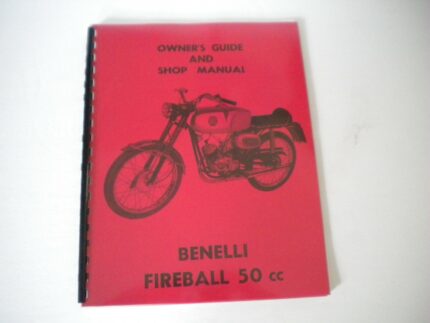 OWNER'S GUIDE
AND
SHOP MANUAL
BENELLI
FIREBALL 50 cc